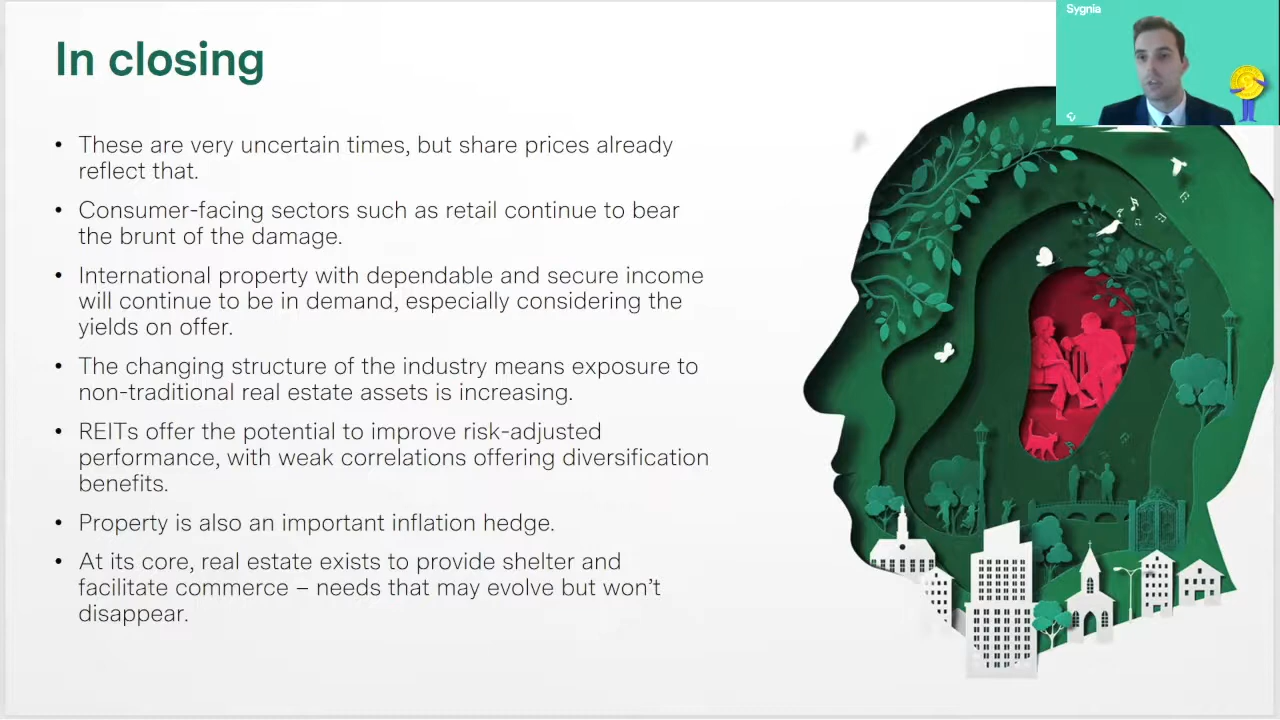 Sygnia
In closing
• These are very uncertain times, but share prices already
reflect that.
• Consumer-facing sectors such as retail continue to bear
the brunt of the damage.
• International property with dependable and secure income
will continue to be in demand, especially considering the
yields on offer.
• The changing structure of the industry means exposure to
non-traditional real estate assets is increasing.
• REITs offer the potential to improve risk-adjusted
performance, with weak correlations offering diversification
benefits.
• Property is also an important inflation hedge.
• At its core, real estate exists to provide shelter and
facilitate commerce – needs that may evolve but won’t
disappear.